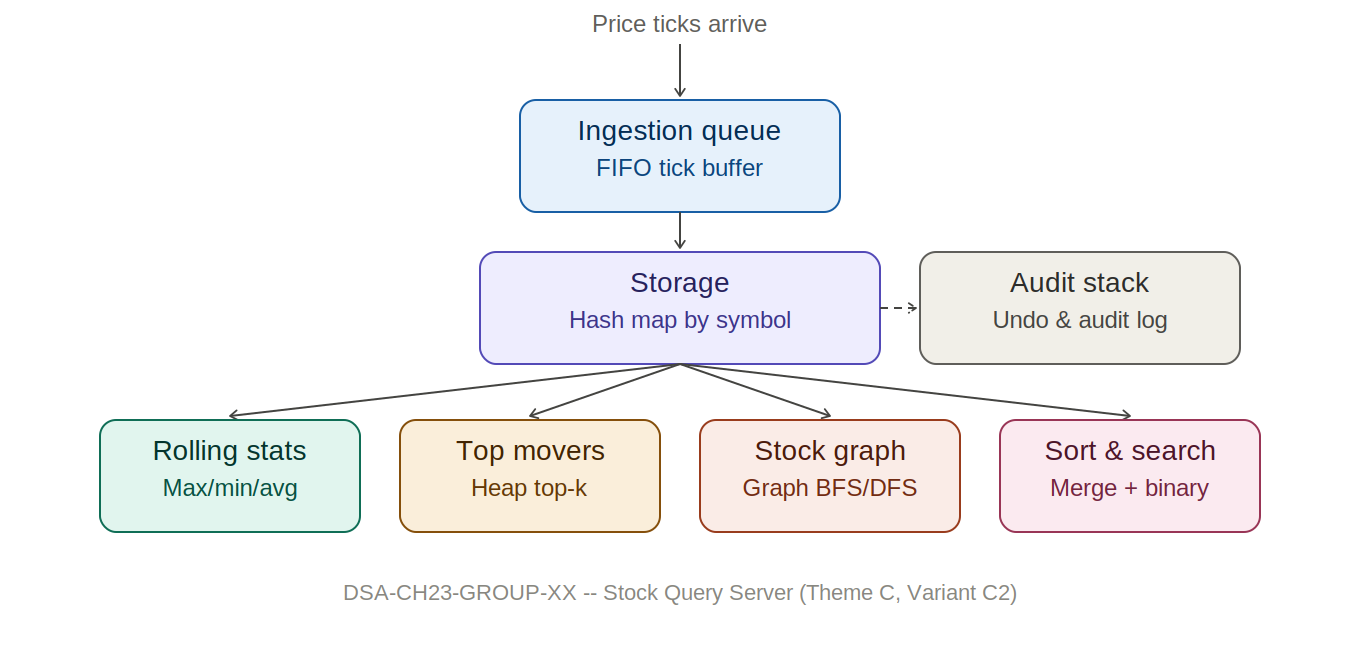 Price ticks arrive
Ingestion queue
FIFO tick buffer
Storage
Hash map by symbol
Audit stack
Undo & audit log
Rolling stats
Max/min/avg
Top movers
Heap top-k
Stock graph
Graph BFS/DFS
Sort & search
Merge + binary
DSA-CH23-GROUP-XX -- Stock Query Server (Theme C, Variant C2)